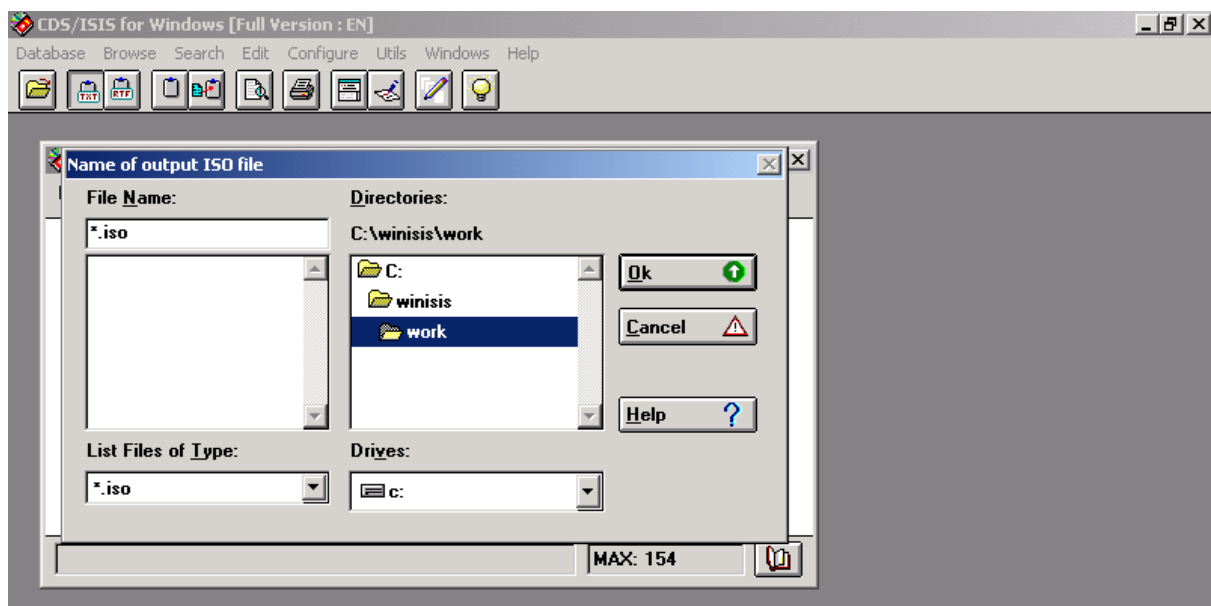 CDS/ISIS for Windows [Full Version : EN]
Database Browse Search Edit Configure Utils Windows Help
TXT RTF
Name of output ISO file
File Name: Directories:
*.iso C:\winisis\work
C: Ok
winisis
work Cancel
Help ?
List Files of Type: Drives:
*.iso c:
MAX: 154